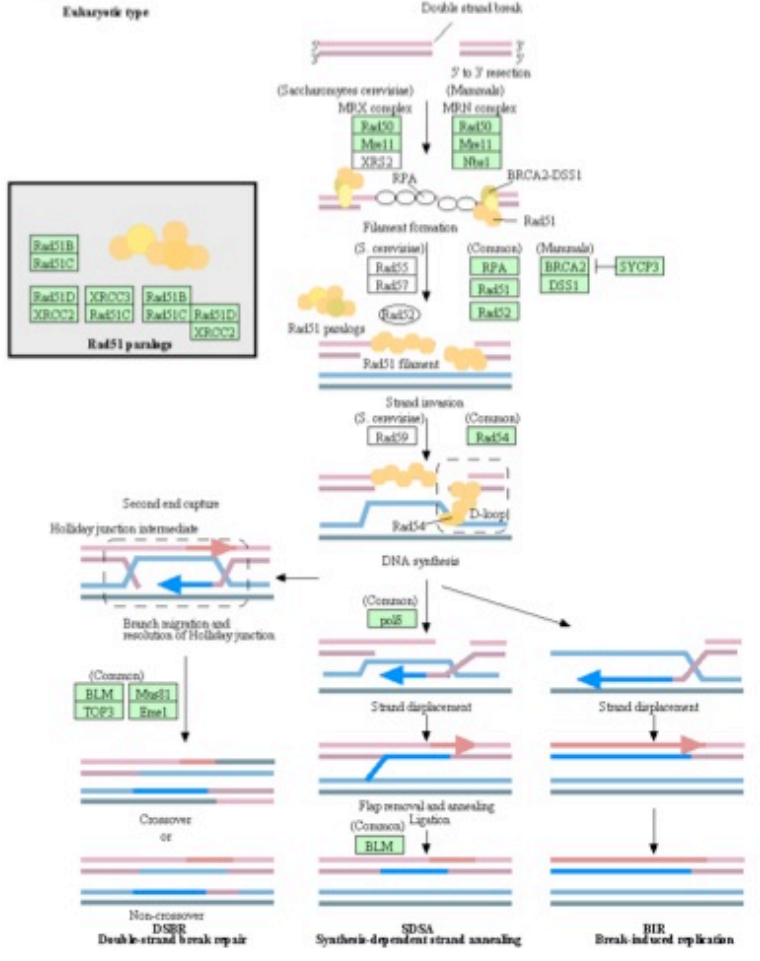 Eukaryotic type
Double strand break
5'
3'
3'
5'
5' to 3' resection
(Saccharomyces cerevisiae)
(Mammals)
MRX complex
MRN complex
Rad50
Rad50
Mre11
Mre11
XRS2
Nbs1
RPA
BRCA2-DSS1
Rad51
Filament formation
(S. cerevisiae)
(Common)
(Mammals)
Rad55
RPA
BRCA2
SYCP3
Rad57
Rad51
DSS1
Rad52
Rad52
Rad51 paralogs
Rad51B
Rad51C
Rad51D
XRCC3
Rad51B
XRCC2
Rad51C
Rad51C
Rad51D
XRCC2
Rad51 paralogs
Rad51 filament
Strand invasion
(S. cerevisiae)
(Common)
Rad59
Rad54
D-loop
Rad54
Second end capture
Holliday junction intermediate
DNA synthesis
Branch migration and
resolution of Holliday junction
(Common)
polδ
(Common)
BLM
Mus81
TOP3
Eme1
Strand displacement
Strand displacement
Flap removal and annealing
Ligation
(Common)
BLM
Crossover
or
Non-crossover
DSBR
Double-strand break repair
SDSA
Synthesis-dependent strand annealing
BIR
Break-induced replication